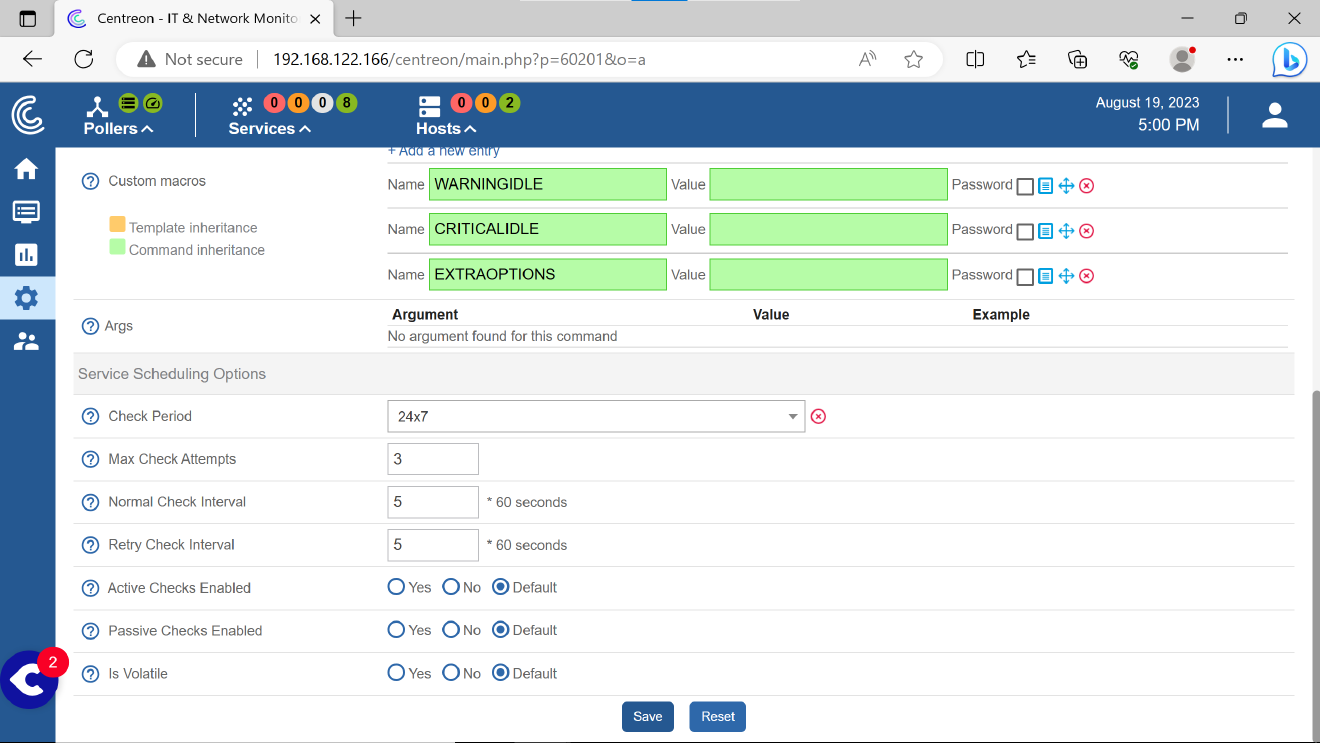 Centreon - IT & Network Monito
Not secure 192.168.122.166/centreon/main.php?p=60201&o=a
Pollers
0 0 0 8
Services
0 0 2
Hosts
August 19, 2023
5:00 PM
+ Add a new entry
Custom macros
Template inheritance
Command inheritance
Name WARNINGIDLE Value Password
Name CRITICALIDLE Value Password
Name EXTRAOPTIONS Value Password
Args
Argument Value Example
No argument found for this command
Service Scheduling Options
Check Period 24x7
Max Check Attempts 3
Normal Check Interval 5 * 60 seconds
Retry Check Interval 5 * 60 seconds
Active Checks Enabled Yes No Default
Passive Checks Enabled Yes No Default
Is Volatile Yes No Default
2
Save Reset